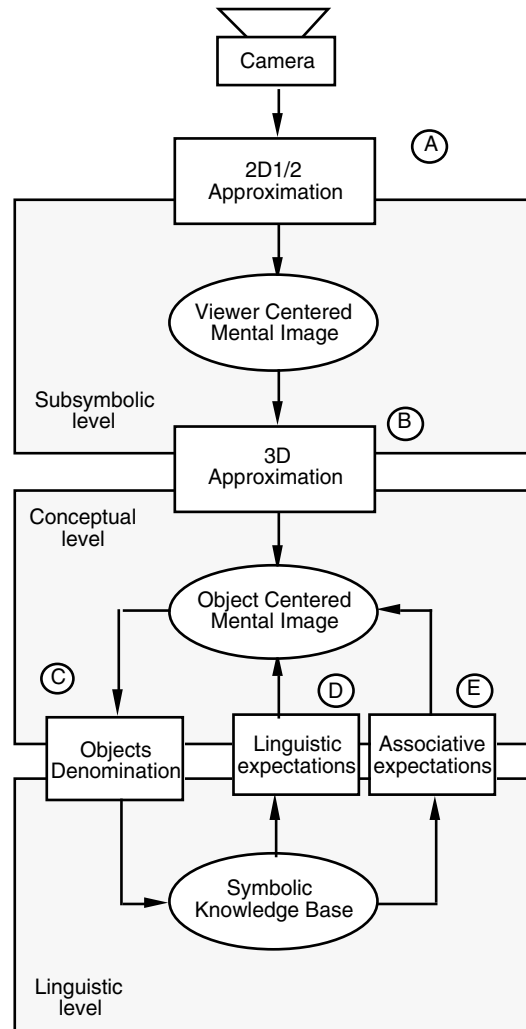 Camera
A
2D1/2
Approximation
Viewer Centered
Mental Image
Subsymbolic
level
B
3D
Approximation
Conceptual
level
Object Centered
Mental Image
C
D
E
Objects
Denomination
Linguistic
expectations
Associative
expectations
Symbolic
Knowledge Base
Linguistic
level